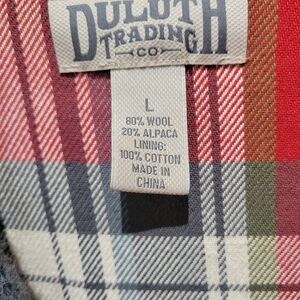 DULUTH
TRADING
CO
L
80% WOOL
20% ALPACA
LINING:
100% COTTON
MADE IN
CHINA